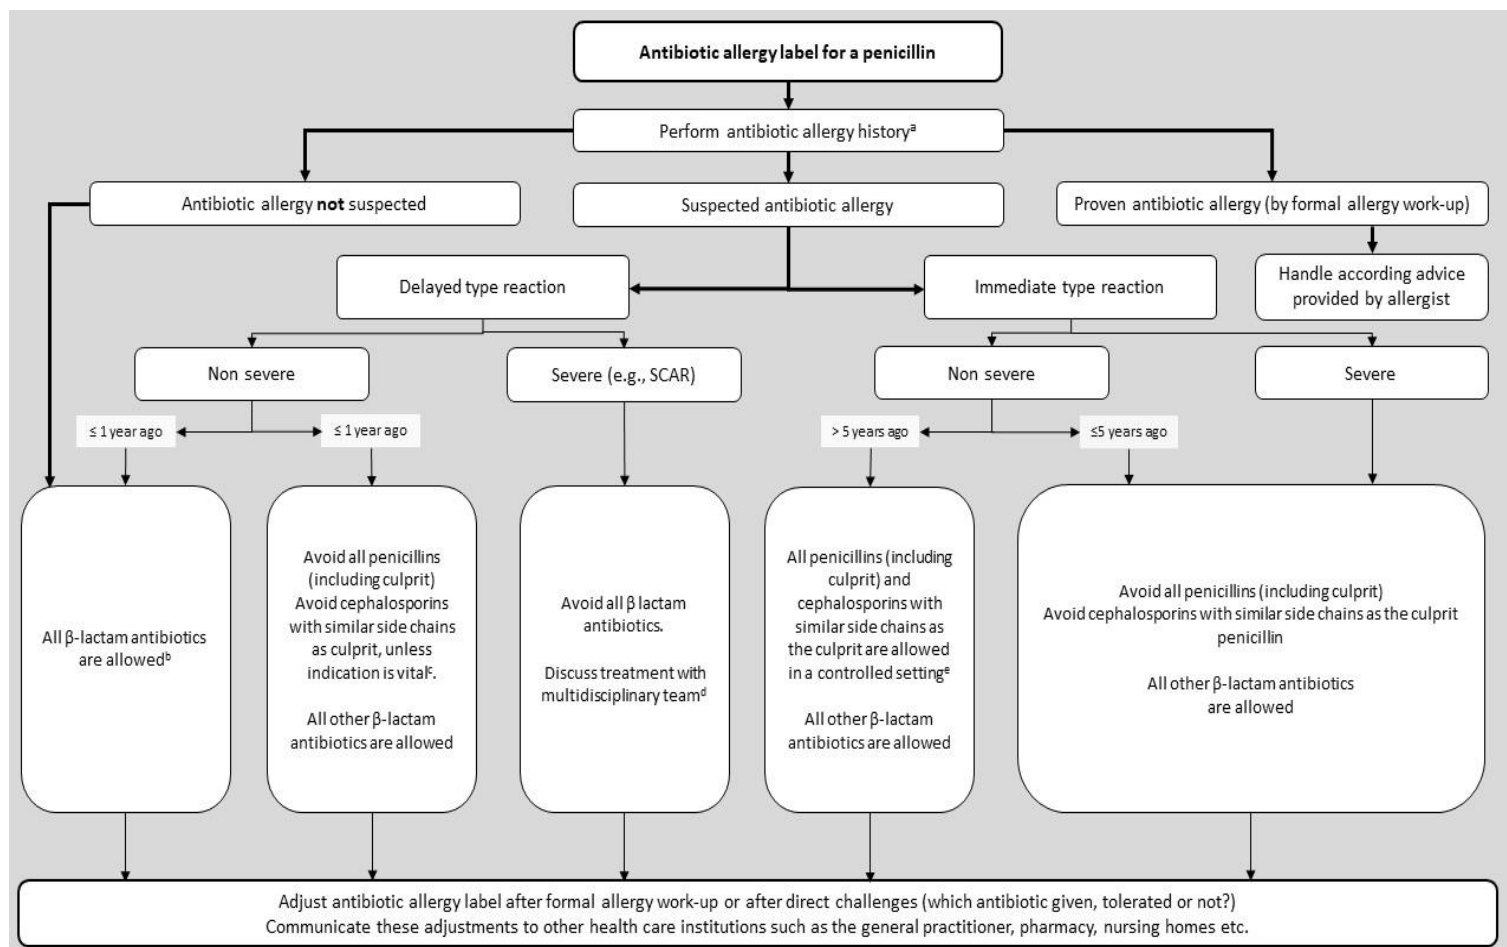 Antibiotic allergy label for a penicillin
Perform antibiotic allergy historyᵃ
Antibiotic allergy not suspected
Suspected antibiotic allergy
Proven antibiotic allergy (by formal allergy work-up)
Delayed type reaction
Immediate type reaction
Handle according advice
provided by allergist
Non severe
Severe (e.g., SCAR)
Non severe
Severe
≤ 1 year ago
≤ 1 year ago
> 5 years ago
≤5 years ago
All β-lactam antibiotics
are allowedᵇ
Avoid all penicillins
(including culprit)
Avoid cephalosporins
with similar side chains
as culprit, unless
indication is vitalᶜ.
All other β-lactam
antibiotics are allowed
Avoid all β lactam
antibiotics.
Discuss treatment with
multidisciplinary teamᵈ
All penicillins (including
culprit) and
cephalosporins with
similar side chains as
the culprit are allowed
in a controlled settingᵉ
All other β-lactam
antibiotics are allowed
Avoid all penicillins (including culprit)
Avoid cephalosporins with similar side chains as the culprit
penicillin
All other β-lactam antibiotics
are allowed
Adjust antibiotic allergy label after formal allergy work-up or after direct challenges (which antibiotic given, tolerated or not?)
Communicate these adjustments to other health care institutions such as the general practitioner, pharmacy, nursing homes etc.